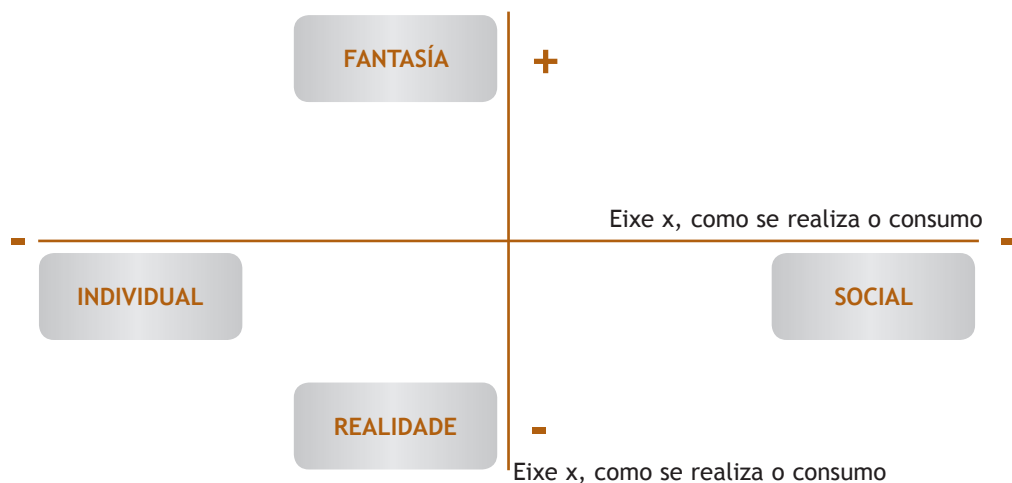 FANTASÍA
+
Eixe x, como se realiza o consumo
- -
INDIVIDUAL SOCIAL
REALIDADE
-
Eixe x, como se realiza o consumo